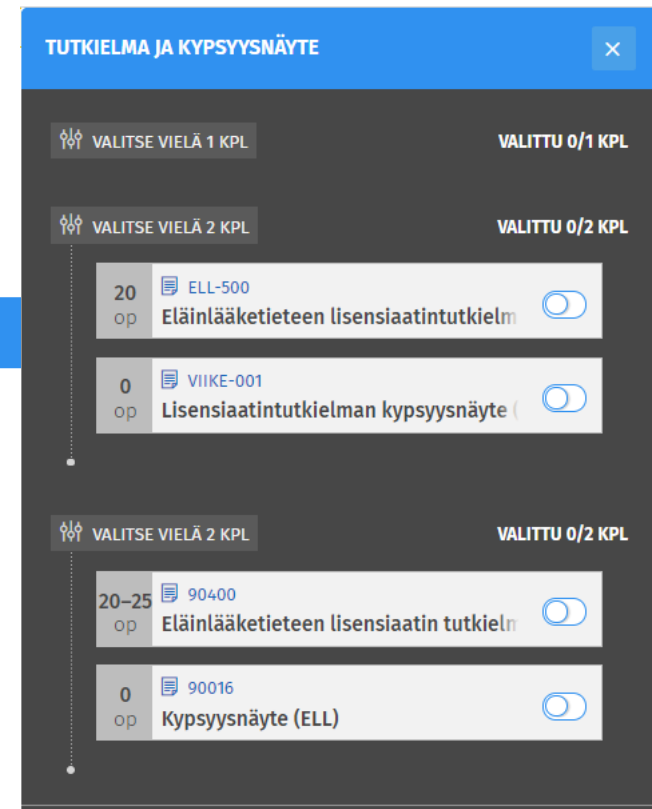 TUTKIELMA JA KYPSYYSNÄYTE
VALITSE VIELÄ 1 KPL VALITTU 0/1 KPL
VALITSE VIELÄ 2 KPL VALITTU 0/2 KPL
20 op ELL-500
Eläinlääketieteen lisensiaatintutkielm
0 op VIIKE-001
Lisensiaatintutkielman kypsyysnäyte (
VALITSE VIELÄ 2 KPL VALITTU 0/2 KPL
20–25 op 90400
Eläinlääketieteen lisensiaatin tutkielm
0 op 90016
Kypsyysnäyte (ELL)